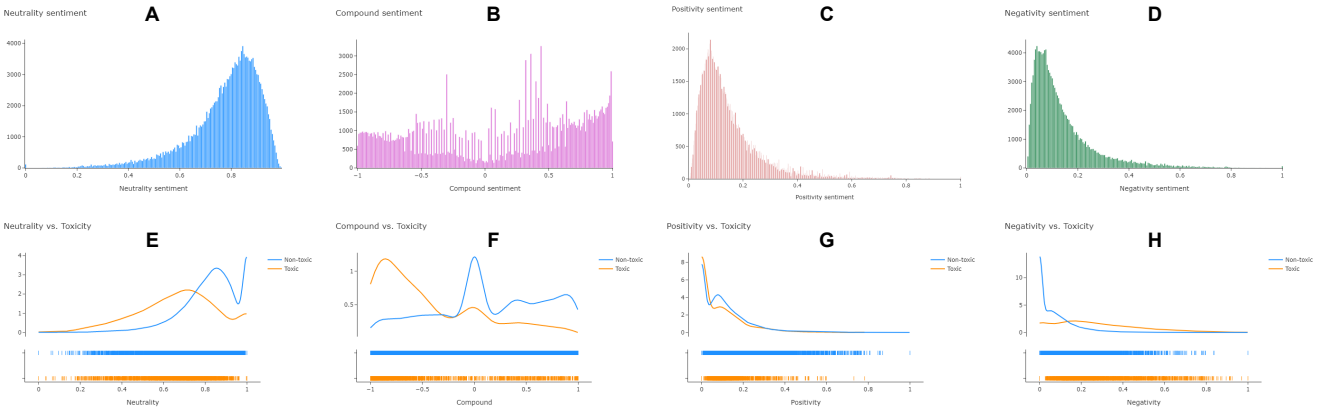 Neutrality sentiment
A
4000
3000
2000
1000
0
0
0.2
0.4
0.6
0.8
Neutrality sentiment
Compound sentiment
B
3000
2500
2000
1500
1000
500
0
−1
−0.5
0
0.5
1
Compound sentiment
Positivity sentiment
C
2000
1500
1000
500
0
0
0.2
0.4
0.6
0.8
1
Positivity sentiment
Negativity sentiment
D
4000
3000
2000
1000
0
0
0.2
0.4
0.6
0.8
1
Negativity sentiment
Neutrality vs. Toxicity
E
Non-toxic
Toxic
4
3
2
1
0
0
0.2
0.4
0.6
0.8
1
Neutrality
Compound vs. Toxicity
F
Non-toxic
Toxic
1
0.5
−1
−0.5
0
0.5
1
Compound
Positivity vs. Toxicity
G
Non-toxic
Toxic
8
6
4
2
0
0
0.2
0.4
0.6
0.8
1
Positivity
Negativity vs. Toxicity
H
Non-toxic
Toxic
10
5
0
0
0.2
0.4
0.6
0.8
1
Negativity